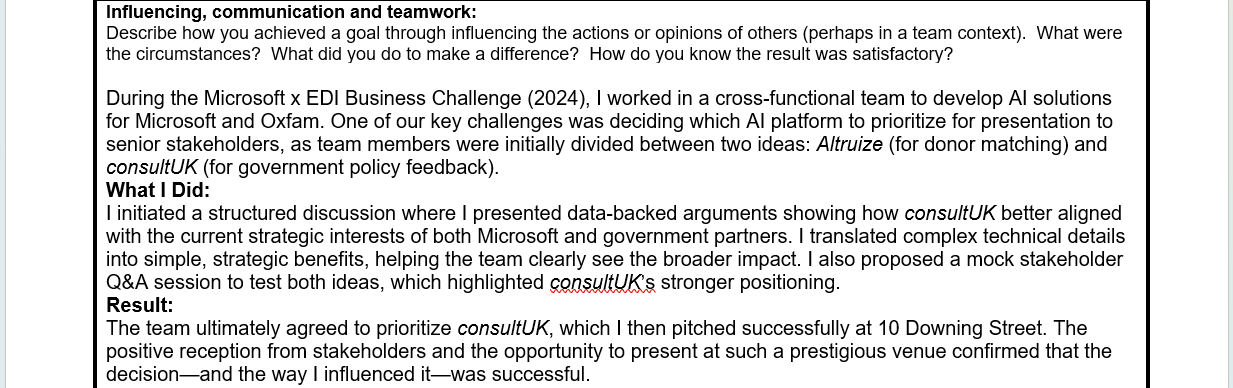 Influencing, communication and teamwork:
Describe how you achieved a goal through influencing the actions or opinions of others (perhaps in a team context).  What were
the circumstances?  What did you do to make a difference?  How do you know the result was satisfactory?
During the Microsoft x EDI Business Challenge (2024), I worked in a cross-functional team to develop AI solutions
for Microsoft and Oxfam. One of our key challenges was deciding which AI platform to prioritize for presentation to
senior stakeholders, as team members were initially divided between two ideas: Altruize (for donor matching) and
consultUK (for government policy feedback).
What I Did:
I initiated a structured discussion where I presented data-backed arguments showing how consultUK better aligned
with the current strategic interests of both Microsoft and government partners. I translated complex technical details
into simple, strategic benefits, helping the team clearly see the broader impact. I also proposed a mock stakeholder
Q&A session to test both ideas, which highlighted consultUK's stronger positioning.
Result:
The team ultimately agreed to prioritize consultUK, which I then pitched successfully at 10 Downing Street. The
positive reception from stakeholders and the opportunity to present at such a prestigious venue confirmed that the
decision—and the way I influenced it—was successful.